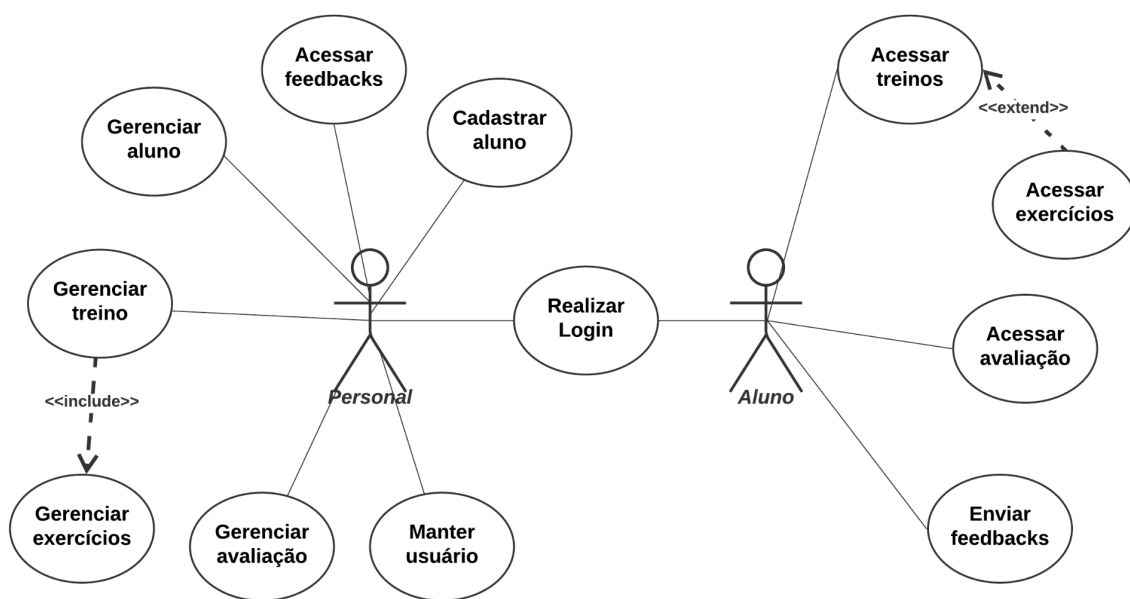 Acessar
feedbacks
Acessar
treinos
<<extend>>
Gerenciar
aluno
Cadastrar
aluno
Acessar
exercícios
Gerenciar
treino
Realizar
Login
Acessar
avaliação
<<include>>
Personal
Aluno
Gerenciar
exercícios
Gerenciar
avaliação
Manter
usuário
Enviar
feedbacks